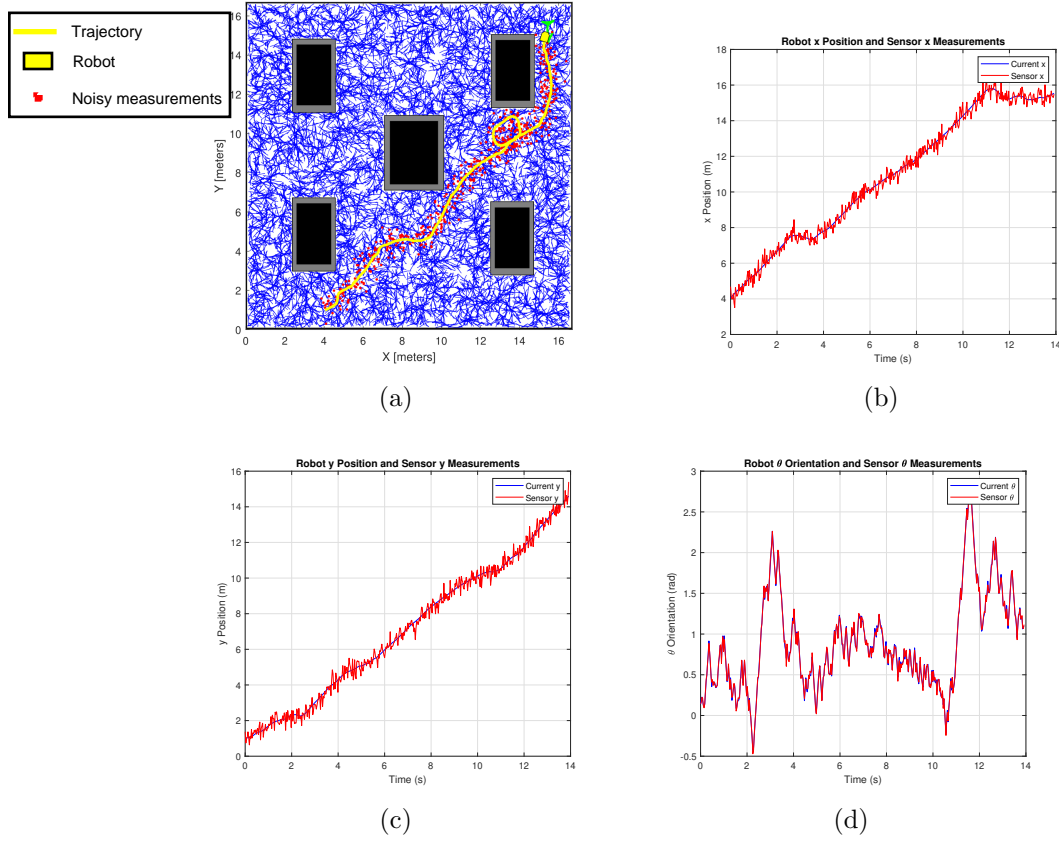 Trajectory
Robot
Noisy measurements
16
14
12
10
8
6
4
2
0
Y [meters]
0 2 4 6 8 10 12 14 16
X [meters]
(a)
Robot x Position and Sensor x Measurements
Current x
Sensor x
18
16
14
12
10
8
6
4
2
x Position (m)
0 2 4 6 8 10 12 14
Time (s)
(b)
Robot y Position and Sensor y Measurements
Current y
Sensor y
16
14
12
10
8
6
4
2
0
y Position (m)
0 2 4 6 8 10 12 14
Time (s)
(c)
Robot θ Orientation and Sensor θ Measurements
Current θ
Sensor θ
3
2.5
2
1.5
1
0.5
0
-0.5
θ Orientation (rad)
0 2 4 6 8 10 12 14
Time (s)
(d)